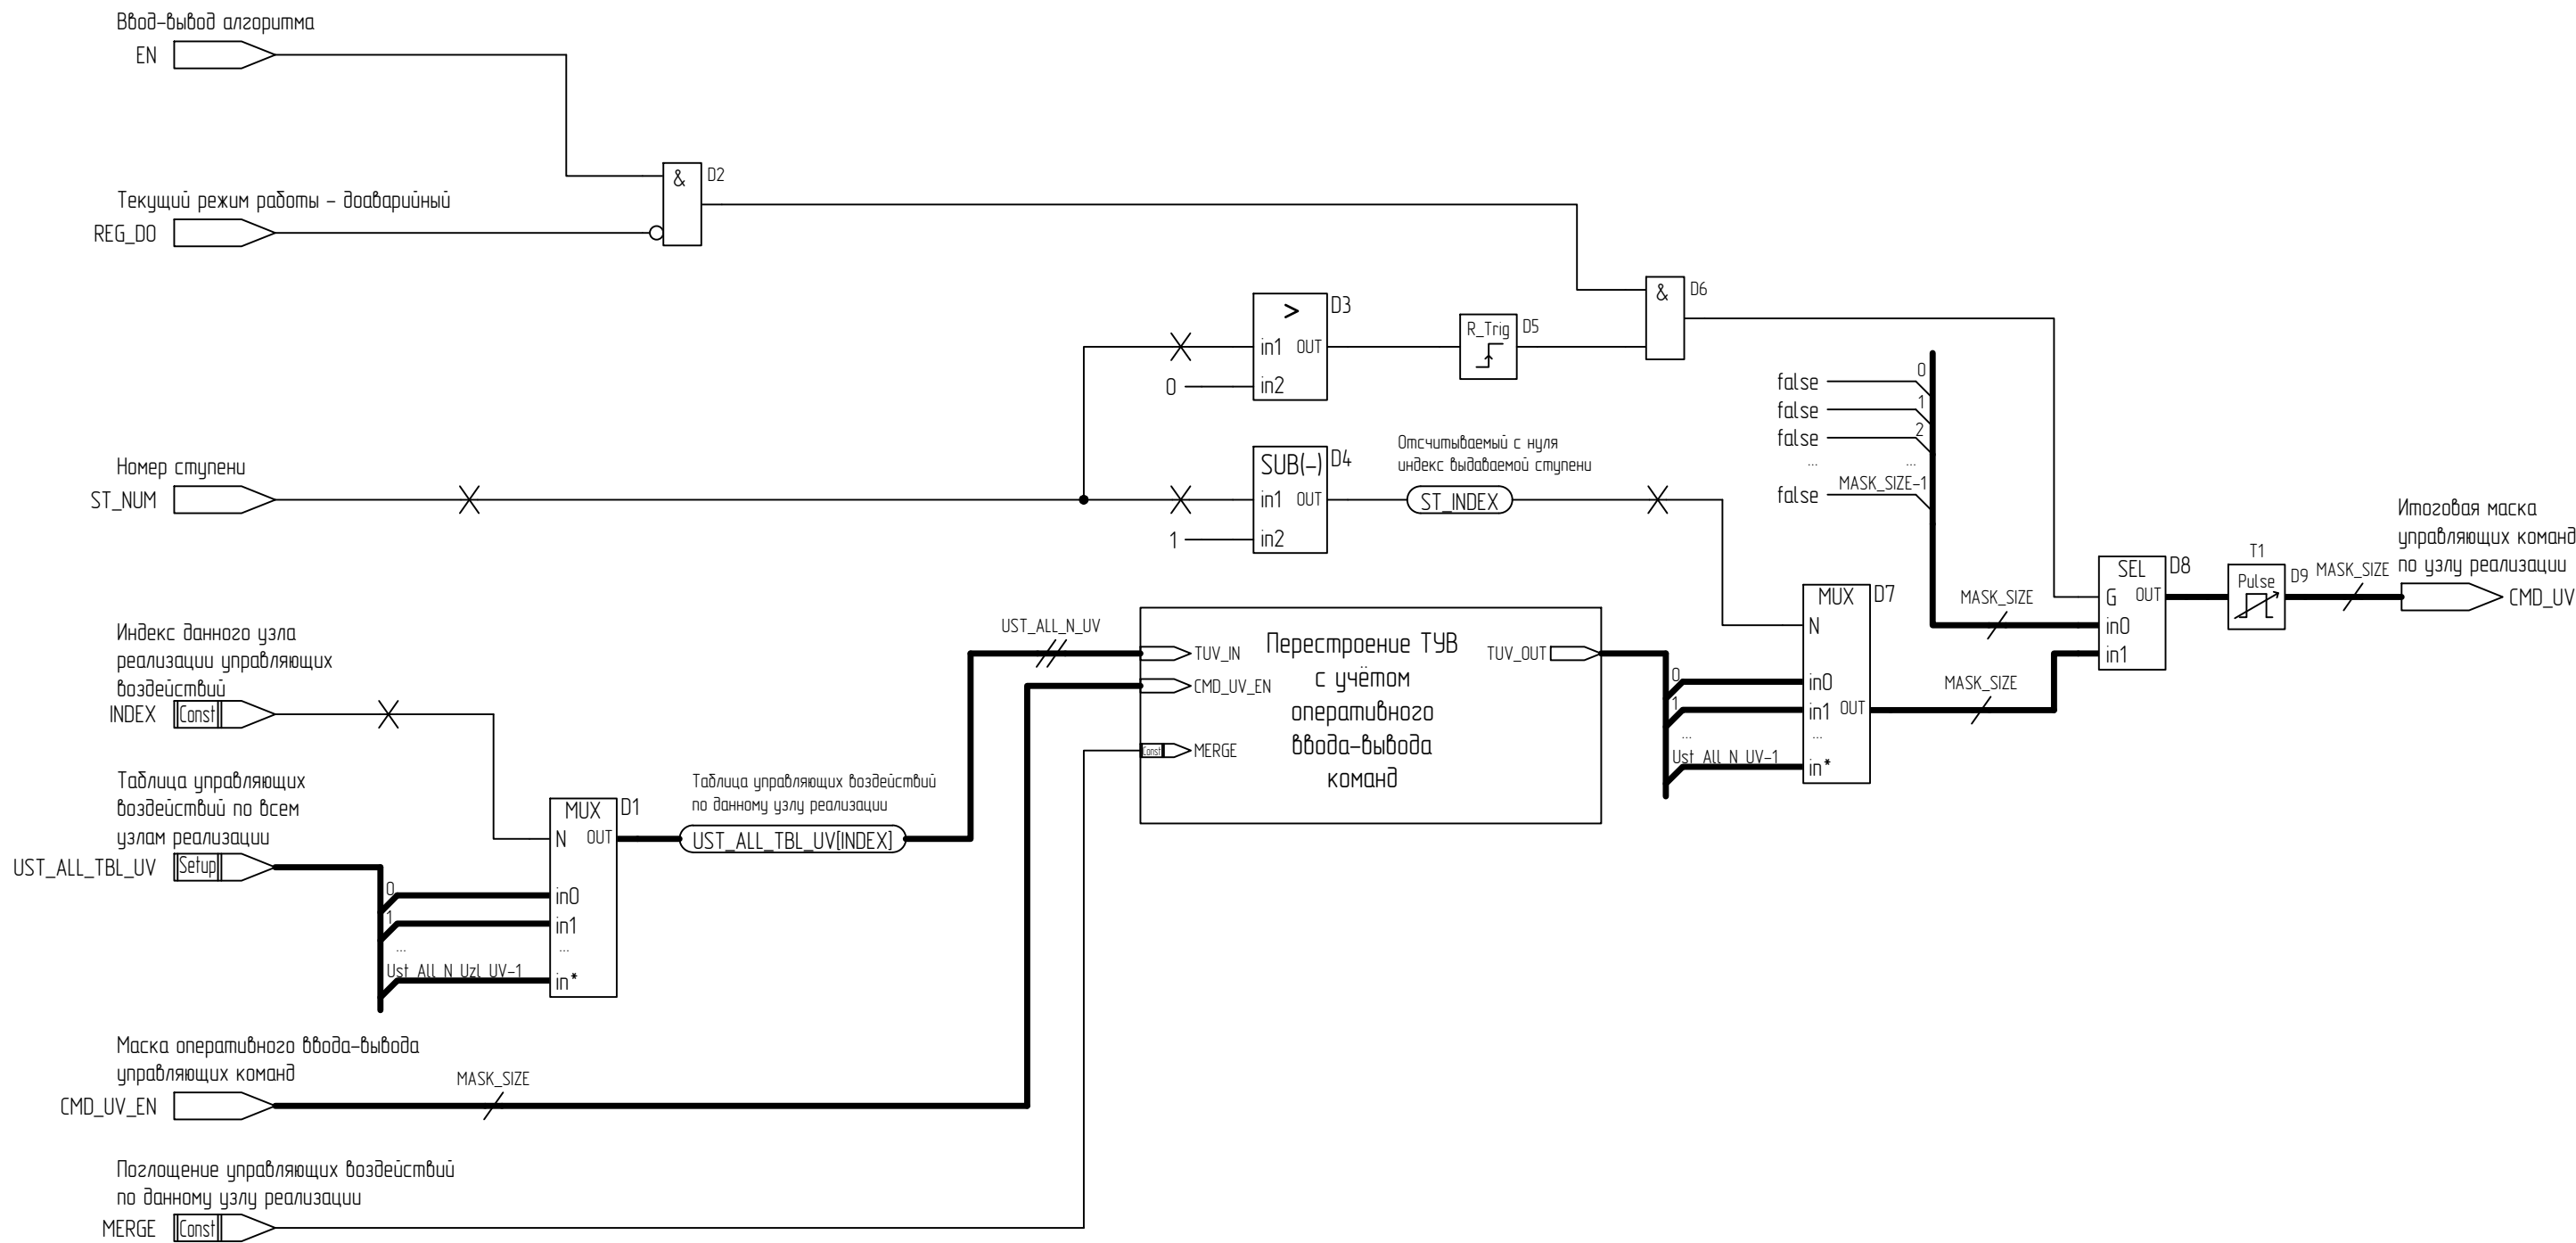 Ввод-вывод алгоритма
EN
& D2
Текущий режим работы - доаварийный
REG_DO
> D3
in1 OUT
0 in2
R_Trig D5
& D6
Номер ступени
ST_NUM
SUB(-) D4
in1 OUT
1 in2
Отсчитываемый с нуля
индекс выдаваемой ступени
ST_INDEX
false 0
false 1
false 2
... ...
false MASK_SIZE-1
MASK_SIZE
SEL D8
G OUT
in0
in1
T1
Pulse D9
MASK_SIZE
Итоговая маска
управляющих команд
по узлу реализации
CMD_UV
Индекс данного узла
реализации управляющих
воздействий
INDEX Const
Таблица управляющих
воздействий по всем
узлам реализации
UST_ALL_TBL_UV Setup
MUX D1
N OUT
0 in0
1 in1
... ...
Ust_All_N_Uzl_UV-1 in*
Таблица управляющих воздействий
по данному узлу реализации
UST_ALL_TBL_UV[INDEX]
UST_ALL_N_UV
TUV_IN
CMD_UV_EN
Const MERGE
Перестроение ТУВ
с учётом
оперативного
ввода-вывода
команд
TUV_OUT
MUX D7
N
0 in0
1 in1 OUT
... ...
Ust_All_N_UV-1 in*
MASK_SIZE
Маска оперативного ввода-вывода
управляющих команд
CMD_UV_EN
MASK_SIZE
Поглощение управляющих воздействий
по данному узлу реализации
MERGE Const